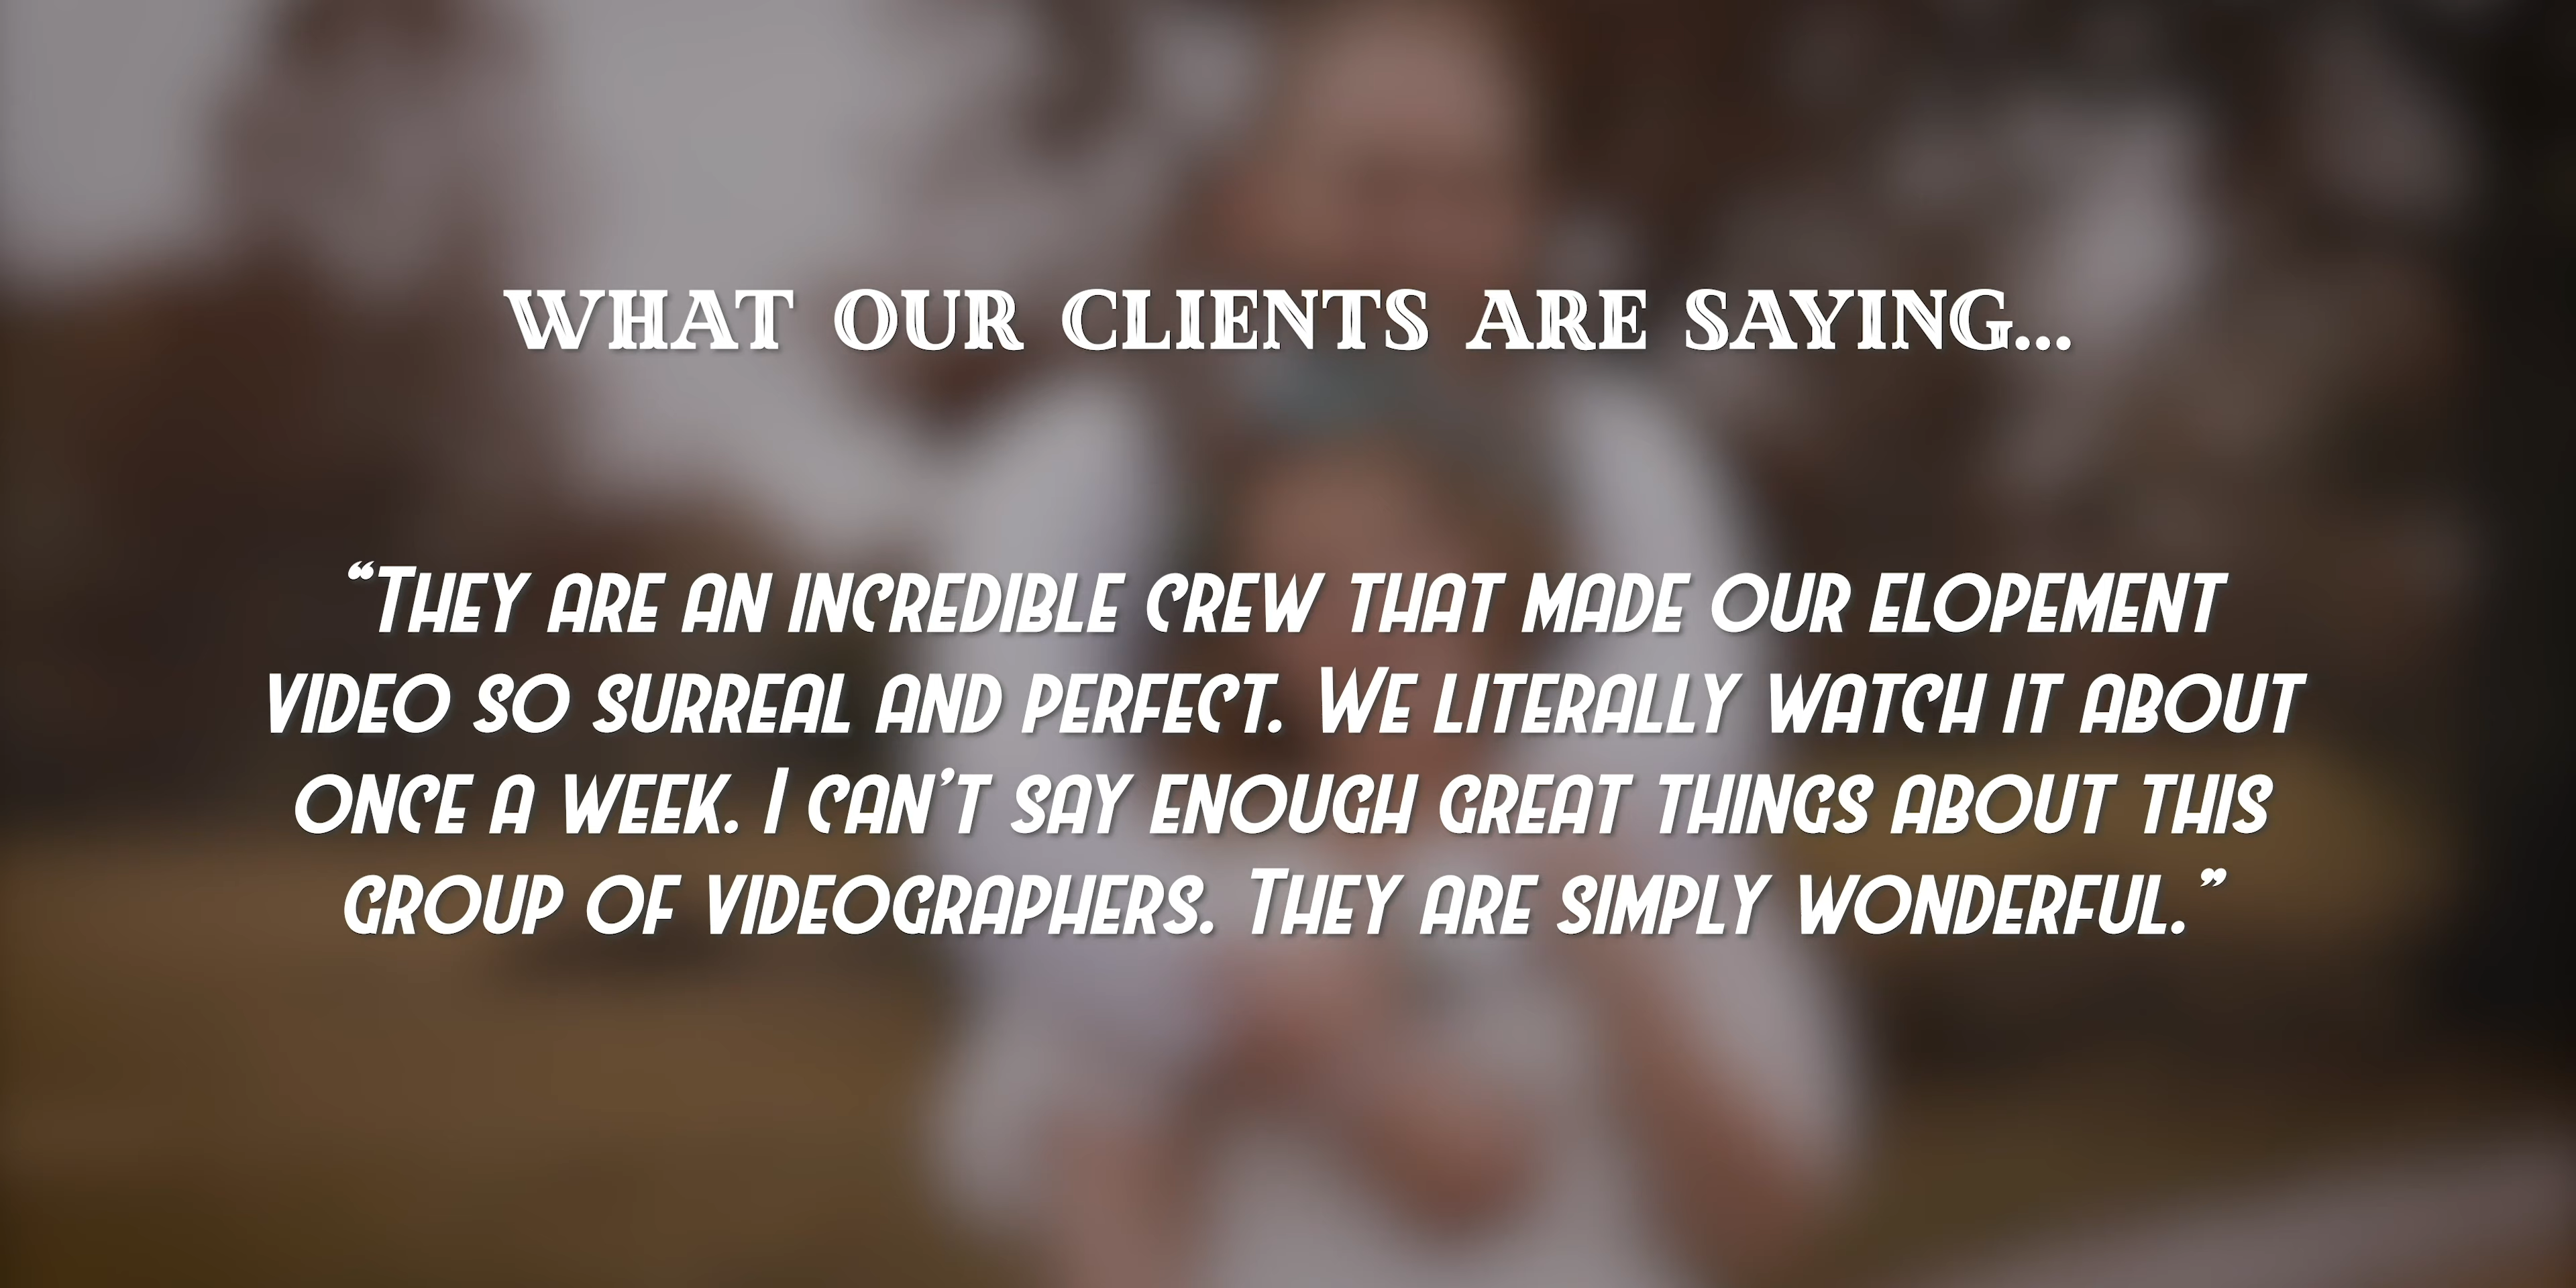 WHAT OUR CLIENTS ARE SAYING...
“THEY ARE AN INCREDIBLE CREW THAT MADE OUR ELOPEMENT
VIDEO SO SURREAL AND PERFECT. WE LITERALLY WATCH IT ABOUT
ONCE A WEEK. I CAN’T SAY ENOUGH GREAT THINGS ABOUT THIS
GROUP OF VIDEOGRAPHERS. THEY ARE SIMPLY WONDERFUL.”